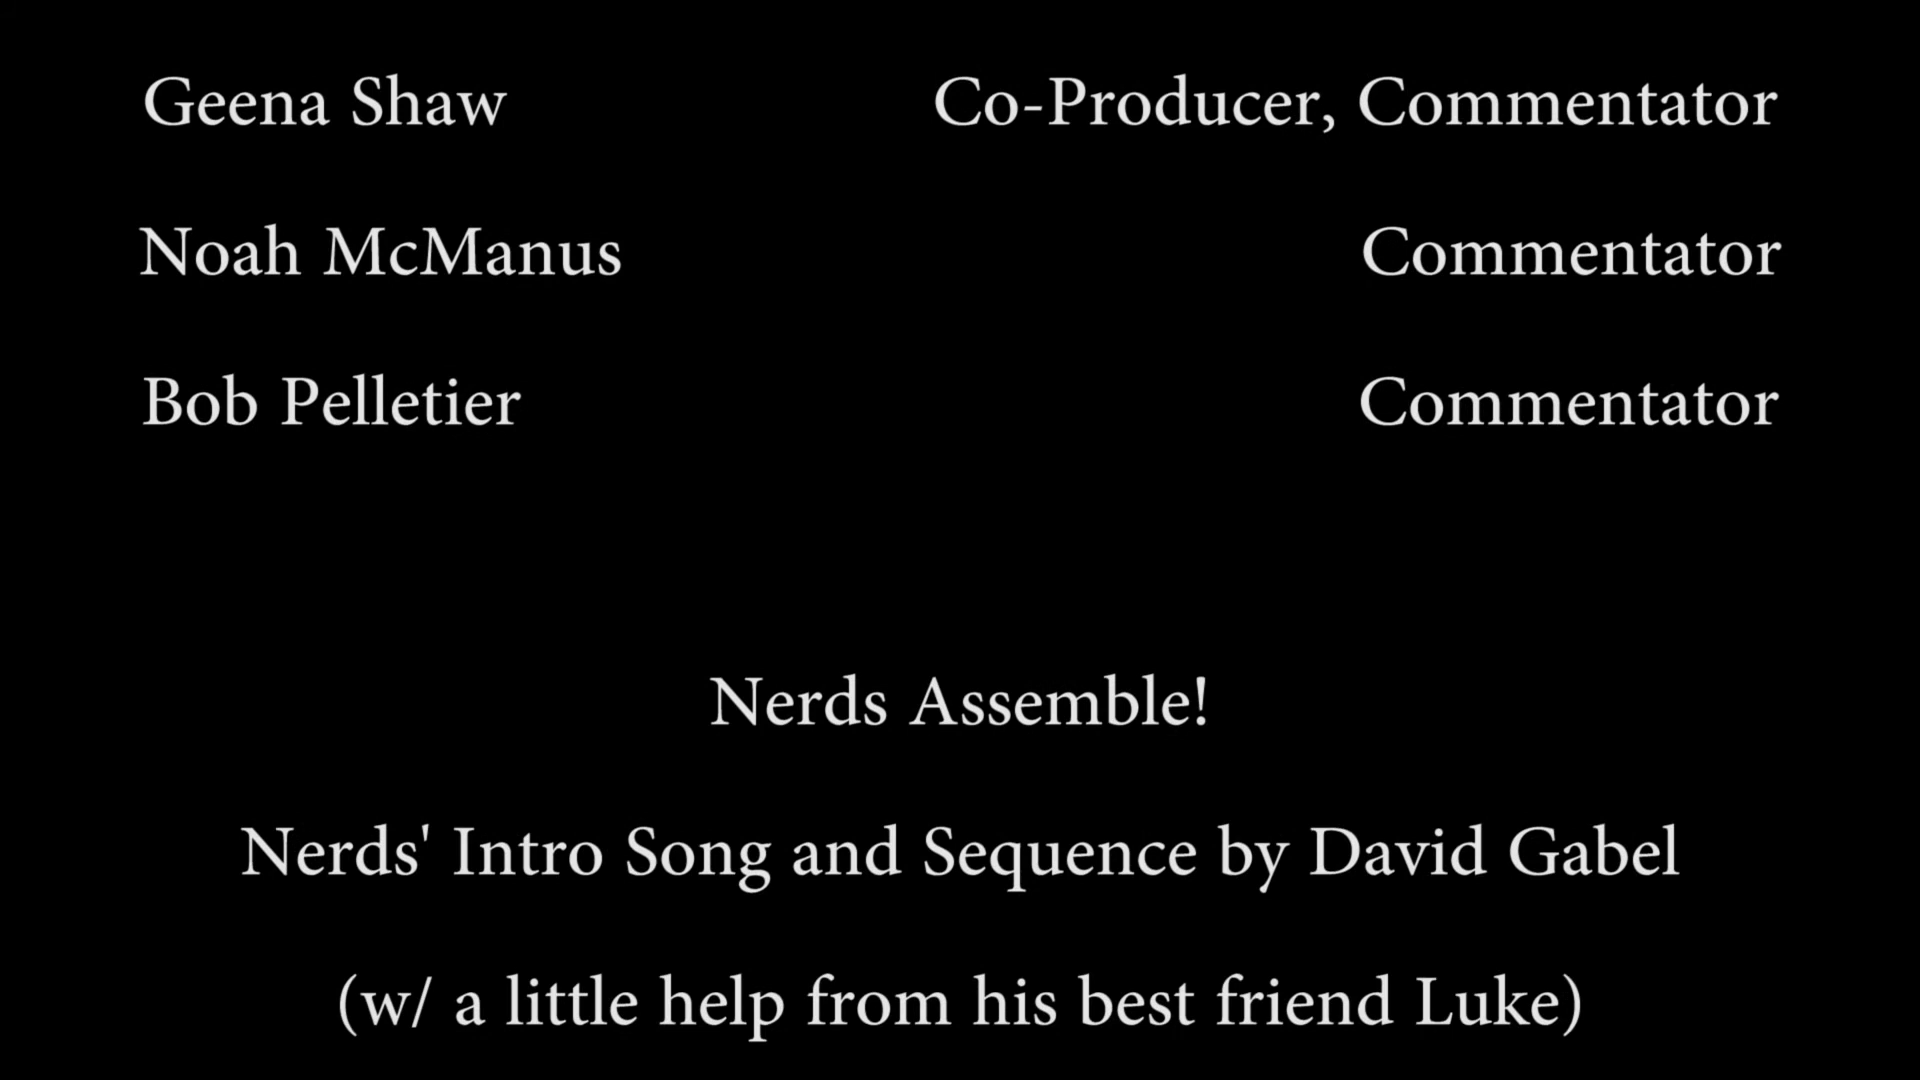 Geena Shaw Co-Producer, Commentator
Noah McManus Commentator
Bob Pelletier Commentator
Nerds Assemble!
Nerds' Intro Song and Sequence by David Gabel
(w/ a little help from his best friend Luke)